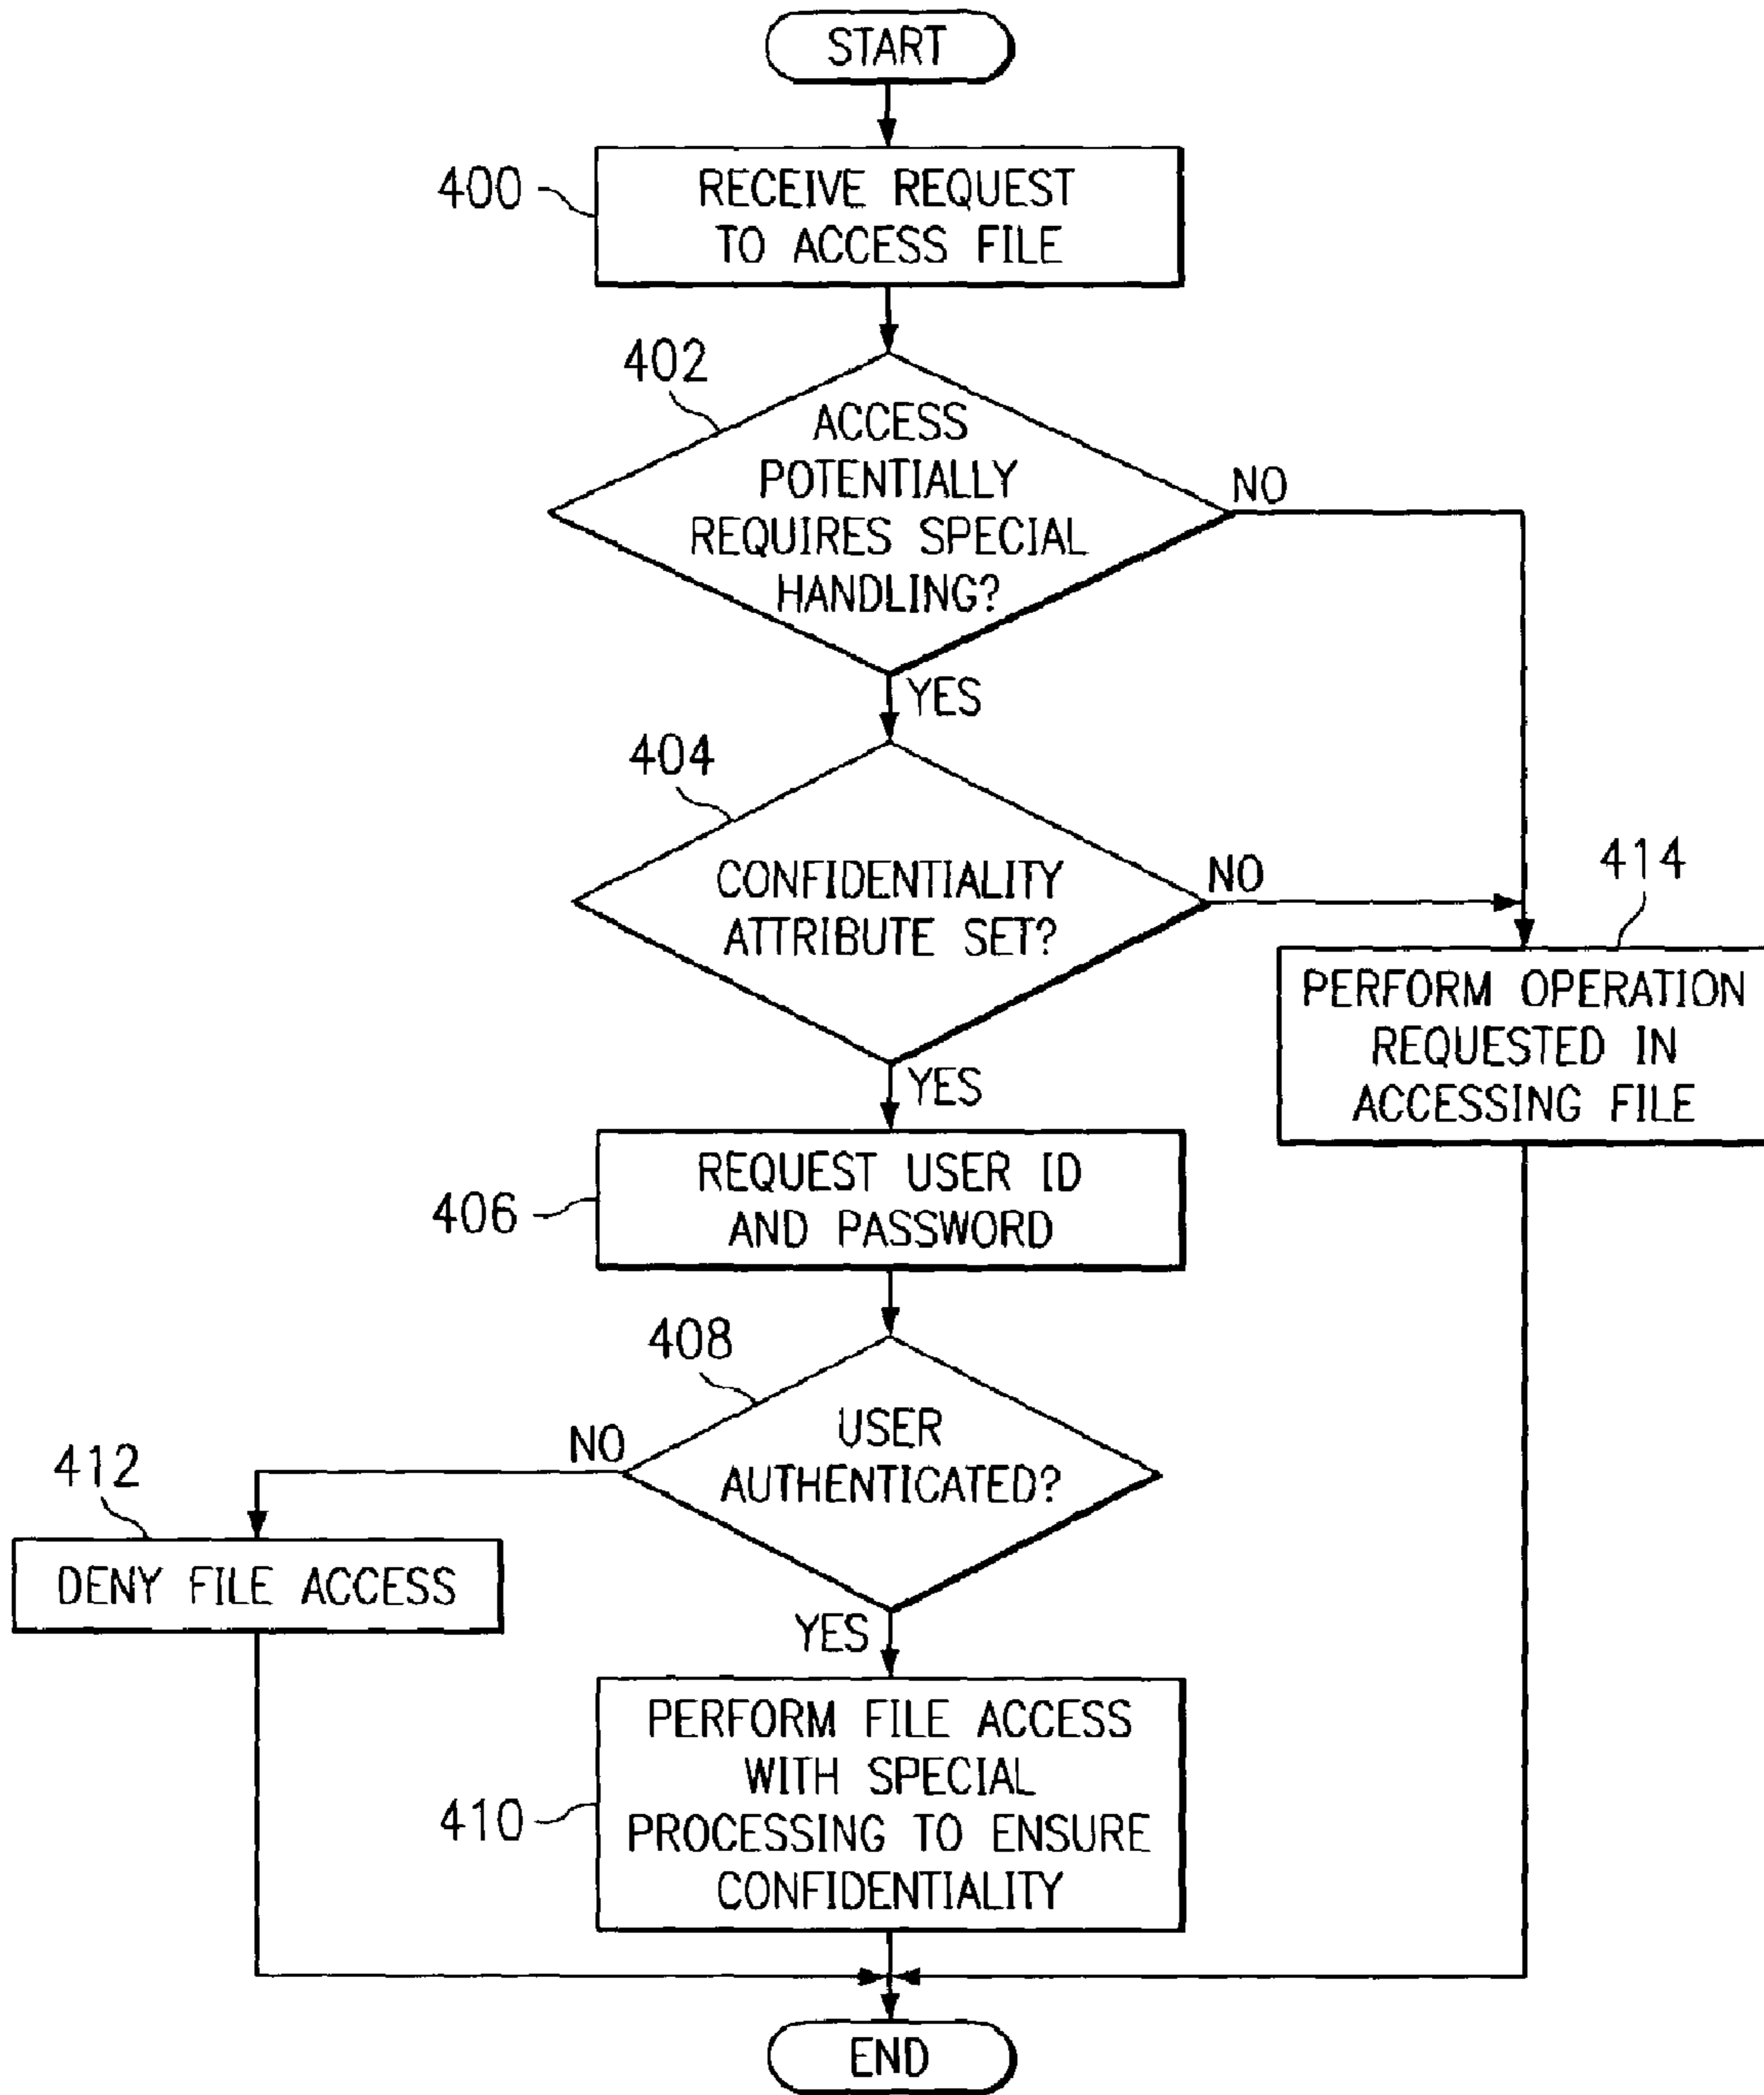 START
400
RECEIVE REQUEST
TO ACCESS FILE
402
ACCESS
POTENTIALLY
REQUIRES SPECIAL
HANDLING?
NO
YES
404
CONFIDENTIALITY
ATTRIBUTE SET?
NO
414
PERFORM OPERATION
REQUESTED IN
ACCESSING FILE
YES
406
REQUEST USER ID
AND PASSWORD
408
USER
AUTHENTICATED?
NO
412
DENY FILE ACCESS
YES
410
PERFORM FILE ACCESS
WITH SPECIAL
PROCESSING TO ENSURE
CONFIDENTIALITY
END